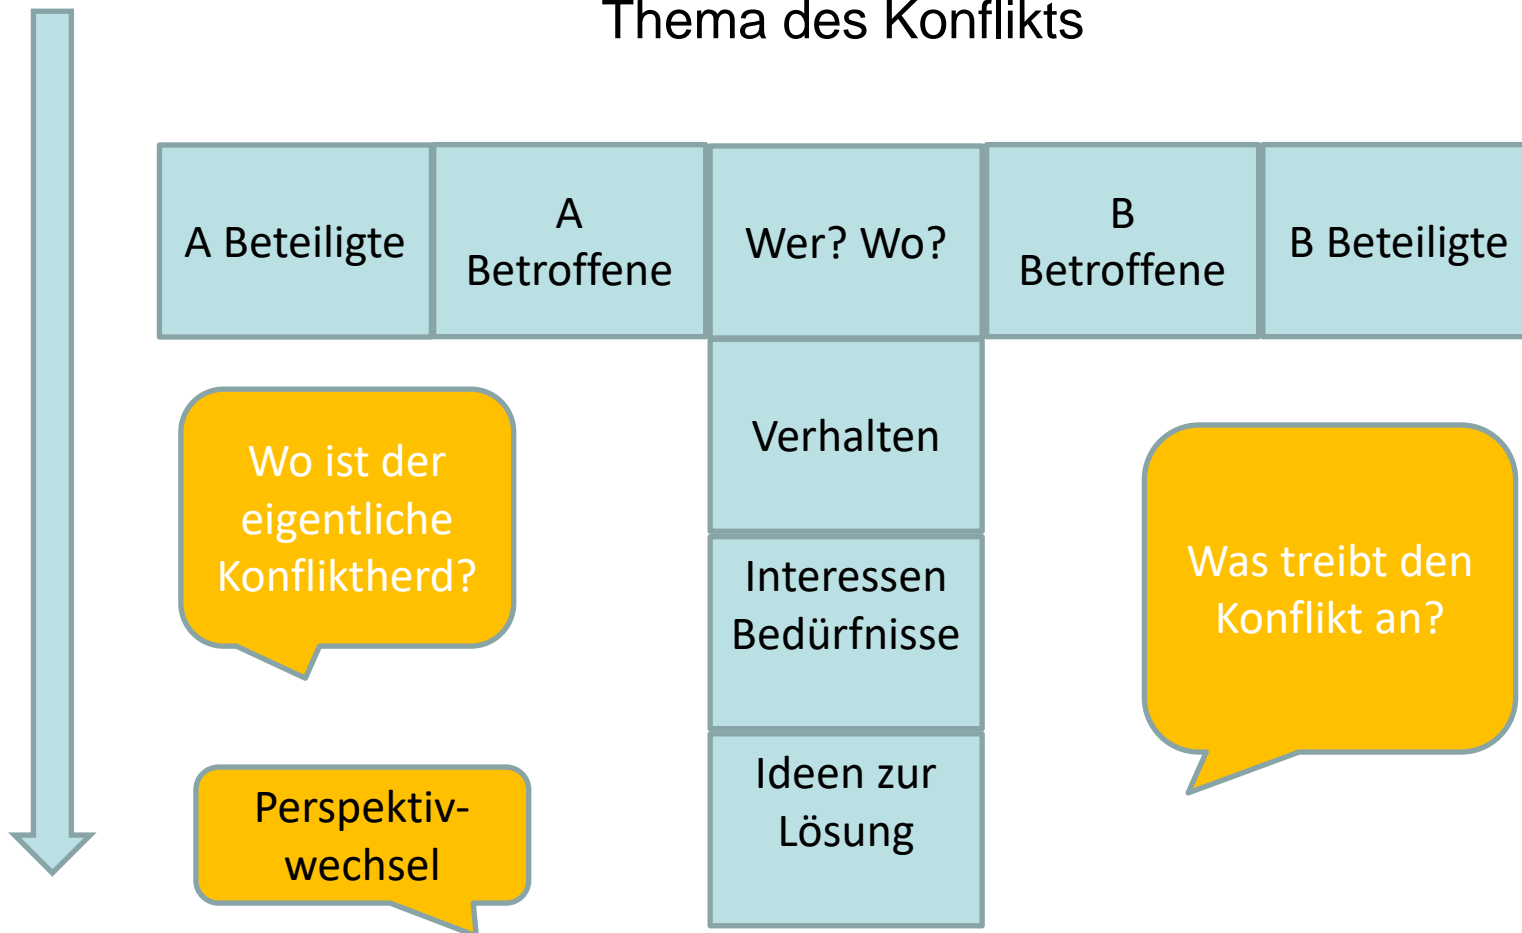 Thema des Konflikts
A Beteiligte
A
Betroffene
Wer? Wo?
B
Betroffene
B Beteiligte
Verhalten
Wo ist der
eigentliche
Konfliktherd?
Was treibt den
Konflikt an?
Interessen
Bedürfnisse
Ideen zur
Lösung
Perspektiv-
wechsel